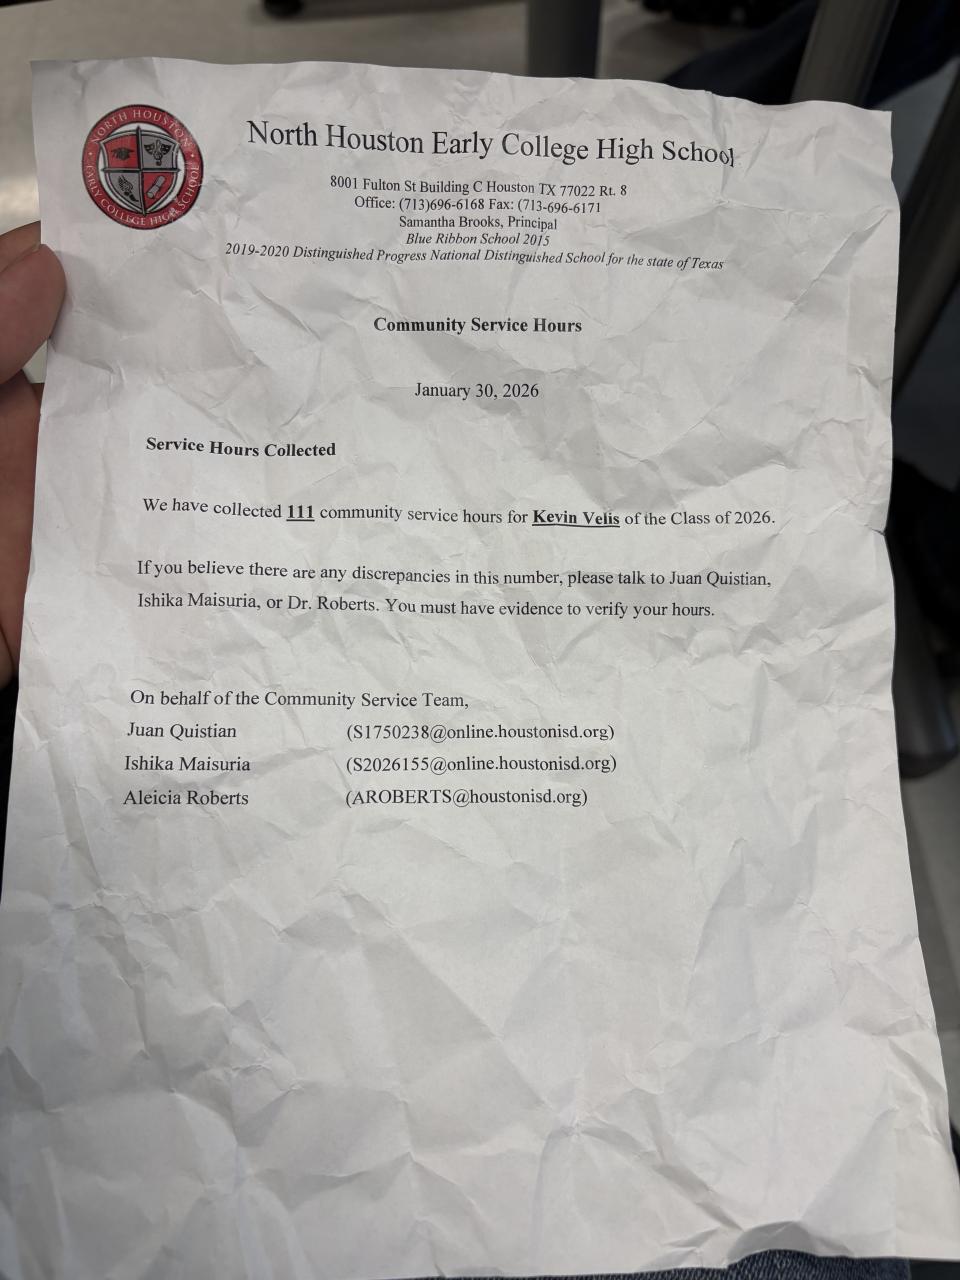 NORTH HOUSTON
EARLY COLLEGE HIGH SCHOOL
North Houston Early College High School
8001 Fulton St Building C Houston TX 77022 Rt. 8
Office: (713)696-6168 Fax: (713-696-6171
Samantha Brooks, Principal
Blue Ribbon School 2015
2019-2020 Distinguished Progress National Distinguished School for the state of Texas
Community Service Hours
January 30, 2026
Service Hours Collected
We have collected 111 community service hours for Kevin Velis of the Class of 2026.
If you believe there are any discrepancies in this number, please talk to Juan Quistian,
Ishika Maisuria, or Dr. Roberts. You must have evidence to verify your hours.
On behalf of the Community Service Team,
Juan Quistian (S1750238@online.houstonisd.org)
Ishika Maisuria (S2026155@online.houstonisd.org)
Aleicia Roberts (AROBERTS@houstonisd.org)